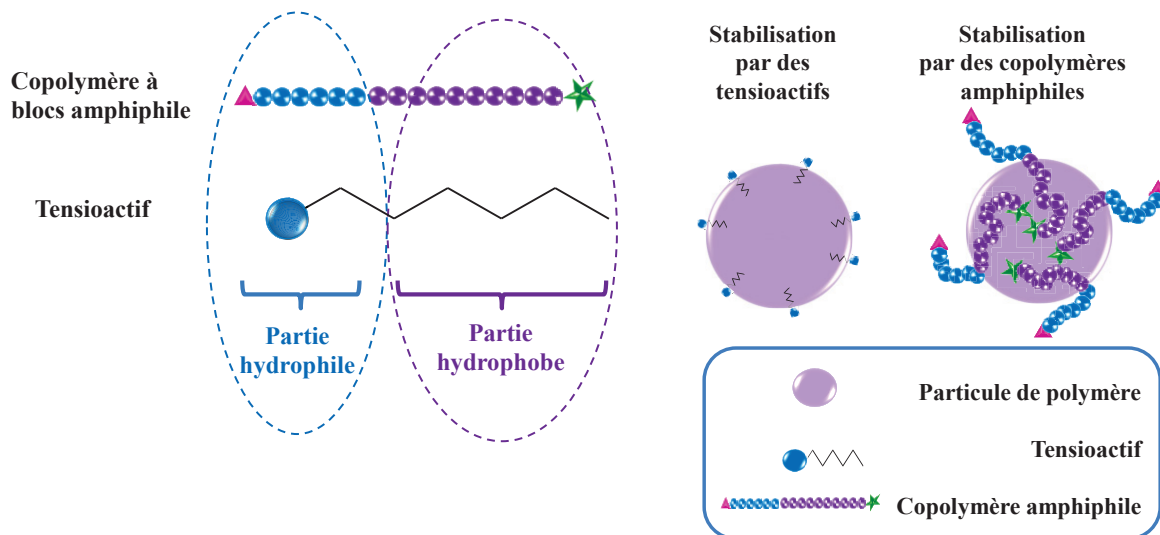 Copolymère à
blocs amphiphile
Tensioactif
Partie
hydrophile
Partie
hydrophobe
Stabilisation
par des
tensioactifs
Stabilisation
par des copolymères
amphiphiles
Particule de polymère
Tensioactif
Copolymère amphiphile